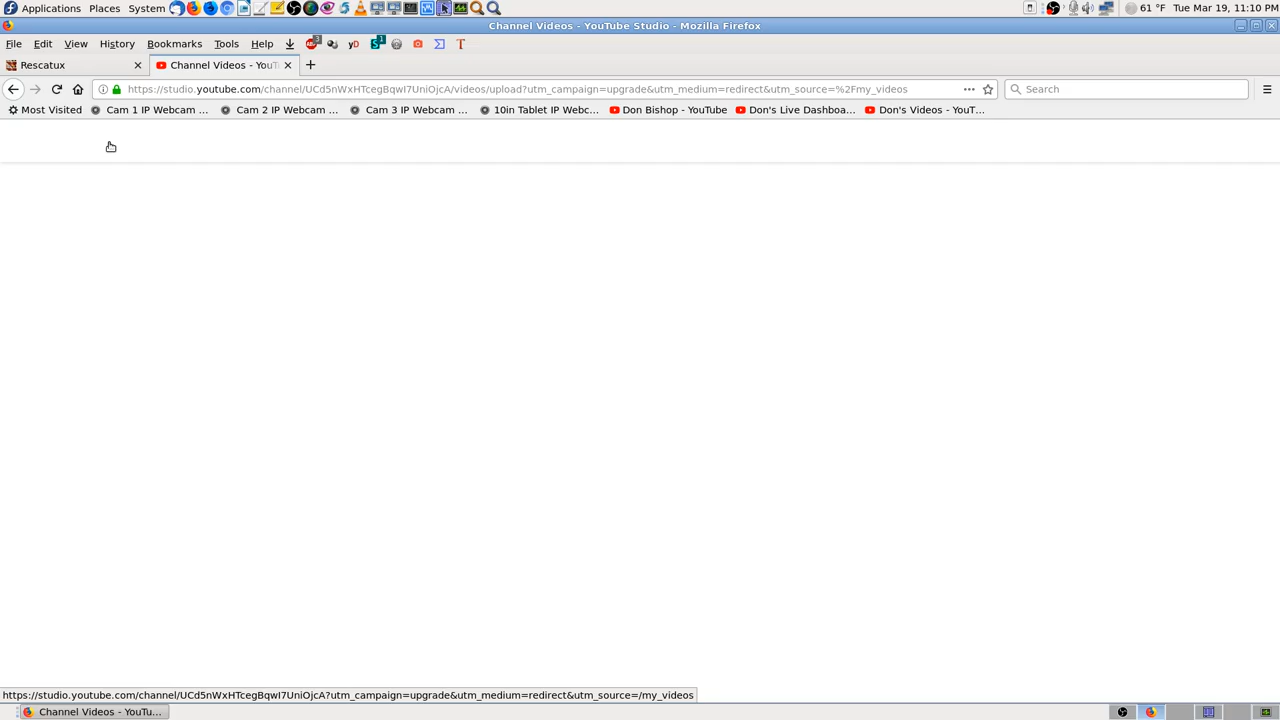 Applications Places System 61 °F Tue Mar 19, 11:10 PM
Channel Videos - YouTube Studio - Mozilla Firefox
File Edit View History Bookmarks Tools Help 3 yD S 1 T
Rescatux Channel Videos - YouT
https://studio.youtube.com/channel/UCd5nWxHTcegBqwI7UniOjcA/videos/upload?utm_campaign=upgrade&utm_medium=redirect&utm_source=%2Fmy_videos Search
Most Visited Cam 1 IP Webcam ... Cam 2 IP Webcam ... Cam 3 IP Webcam ... 10in Tablet IP Webc... Don Bishop - YouTube Don's Live Dashboa... Don's Videos - YouT...
https://studio.youtube.com/channel/UCd5nWxHTcegBqwI7UniOjcA?utm_campaign=upgrade&utm_medium=redirect&utm_source=/my_videos
Channel Videos - YouTu...